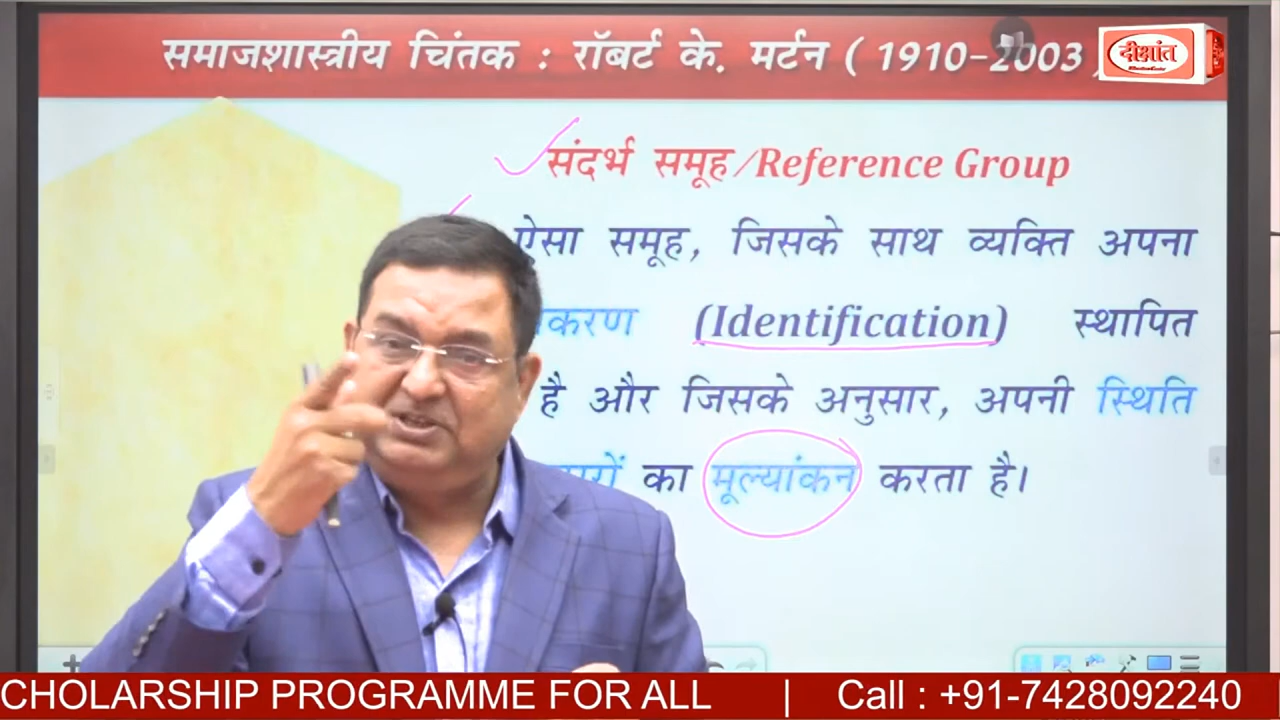 समाजशास्त्रीय चिंतक : रॉबर्ट के. मर्टन ( 1910-2003 )
दीक्षांत
संदर्भ समूह/Reference Group
ऐसा समूह, जिसके साथ व्यक्ति अपना
करण (Identification) स्थापित
है और जिसके अनुसार, अपनी स्थिति
का मूल्यांकन करता है।
CHOLARSHIP PROGRAMME FOR ALL | Call : +91-7428092240